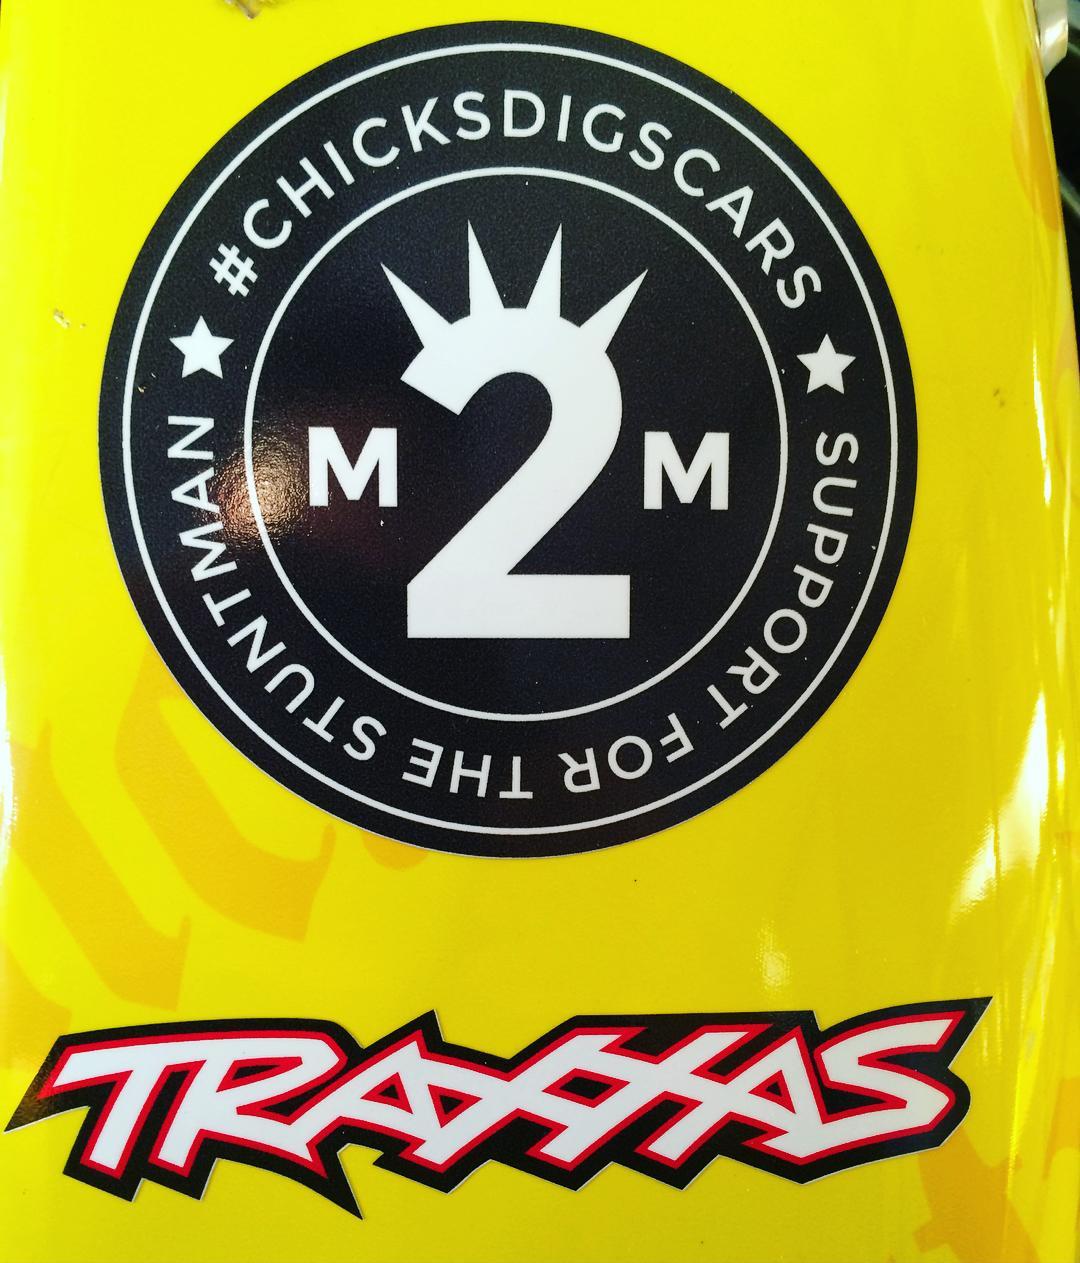 #CHICKSDIGSCARS
★ SUPPORT FOR THE STUNTMAN ★
M 2 M
TRAXXAS